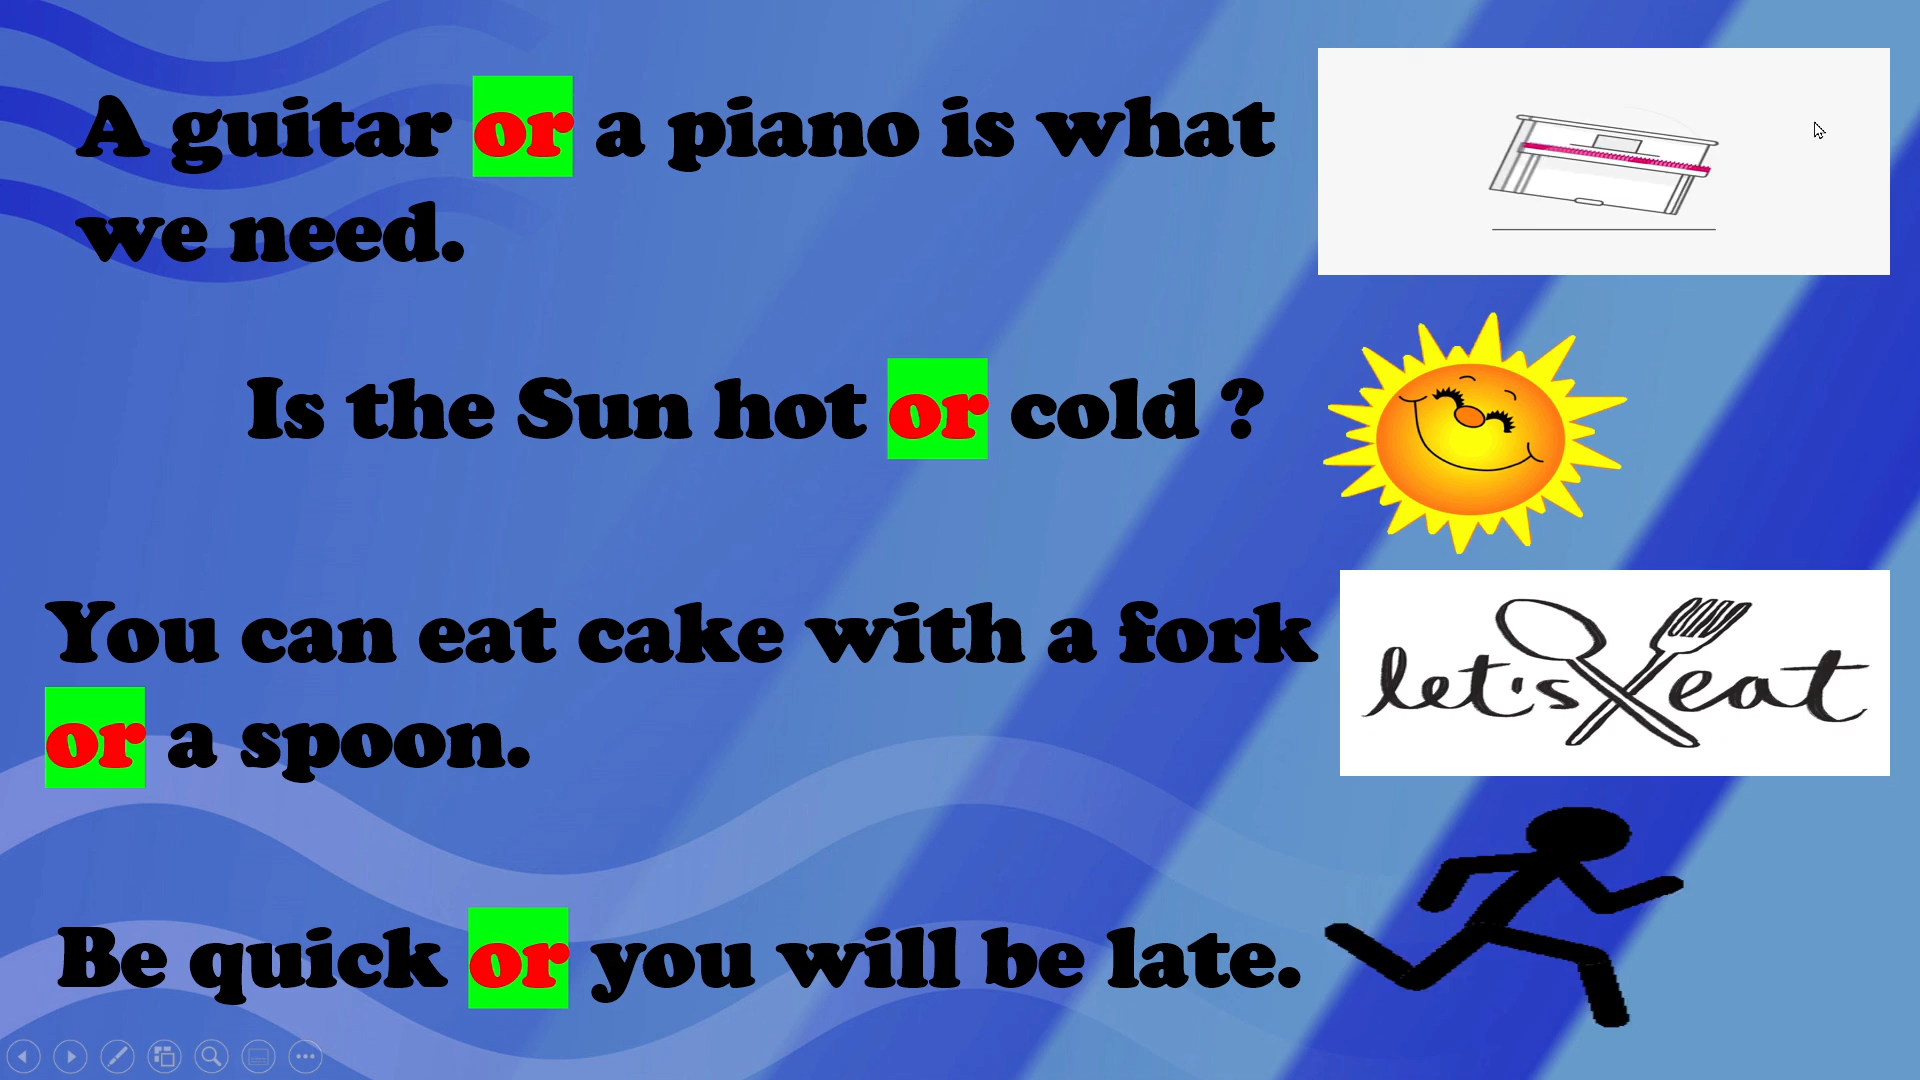 A guitar or a piano is what
we need.
Is the Sun hot or cold ?
You can eat cake with a fork
or a spoon.
let's eat
Be quick or you will be late.